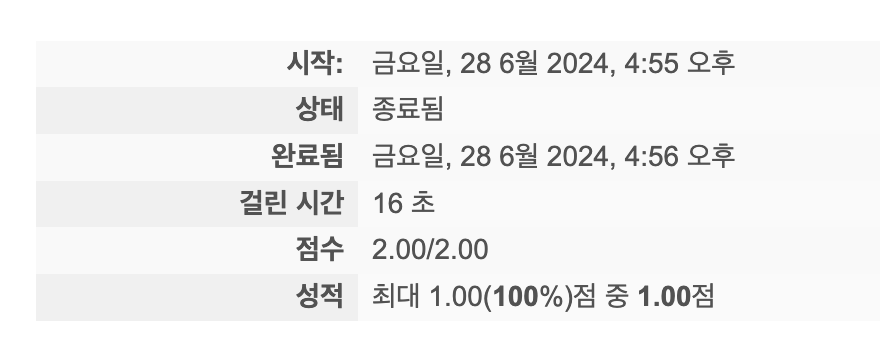 시작: 금요일, 28 6월 2024, 4:55 오후
상태 종료됨
완료됨 금요일, 28 6월 2024, 4:56 오후
걸린 시간 16 초
점수 2.00/2.00
성적 최대 1.00(100%)점 중 1.00점